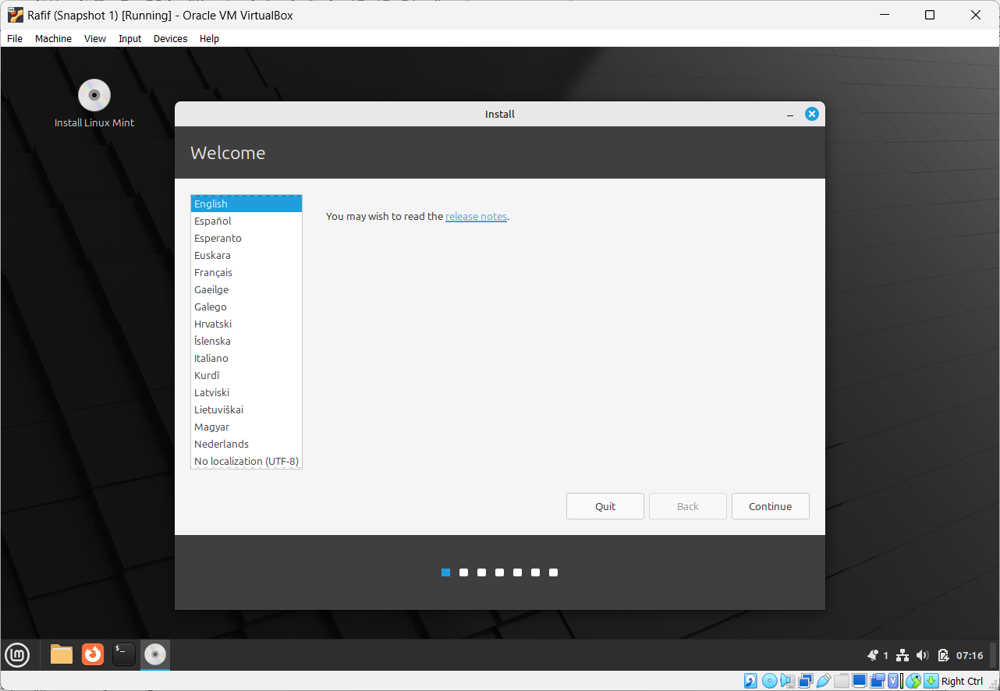 Rafif (Snapshot 1) [Running] - Oracle VM VirtualBox
File Machine View Input Devices Help
Install Linux Mint
Install
Welcome
English
Español
Esperanto
Euskara
Français
Gaeilge
Galego
Hrvatski
Íslenska
Italiano
Kurdî
Latviski
Lietuviškai
Magyar
Nederlands
No localization (UTF-8)
You may wish to read the release notes.
Quit Back Continue
1 07:16
Right Ctrl